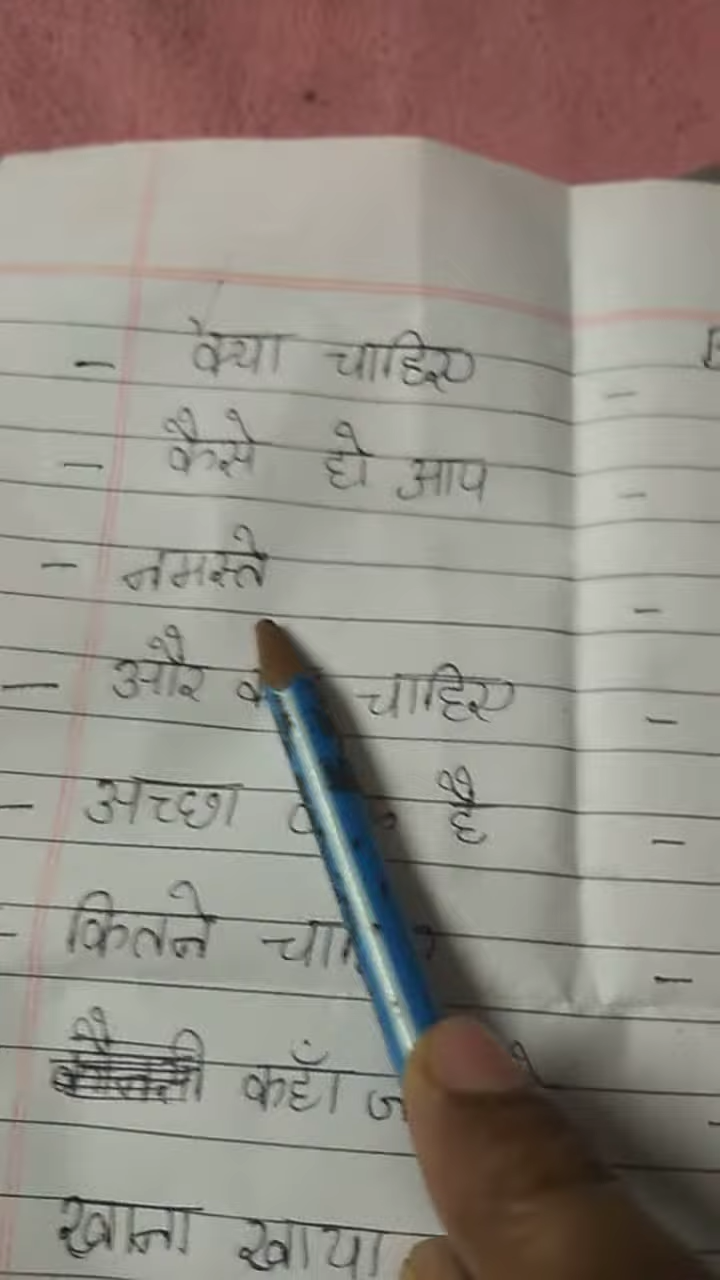 - क्या चाहिए
- कैसे हो आप
- नमस्ते
- और चाहिए
- अच्छा है
- कितने
कहाँ
खाना खाया